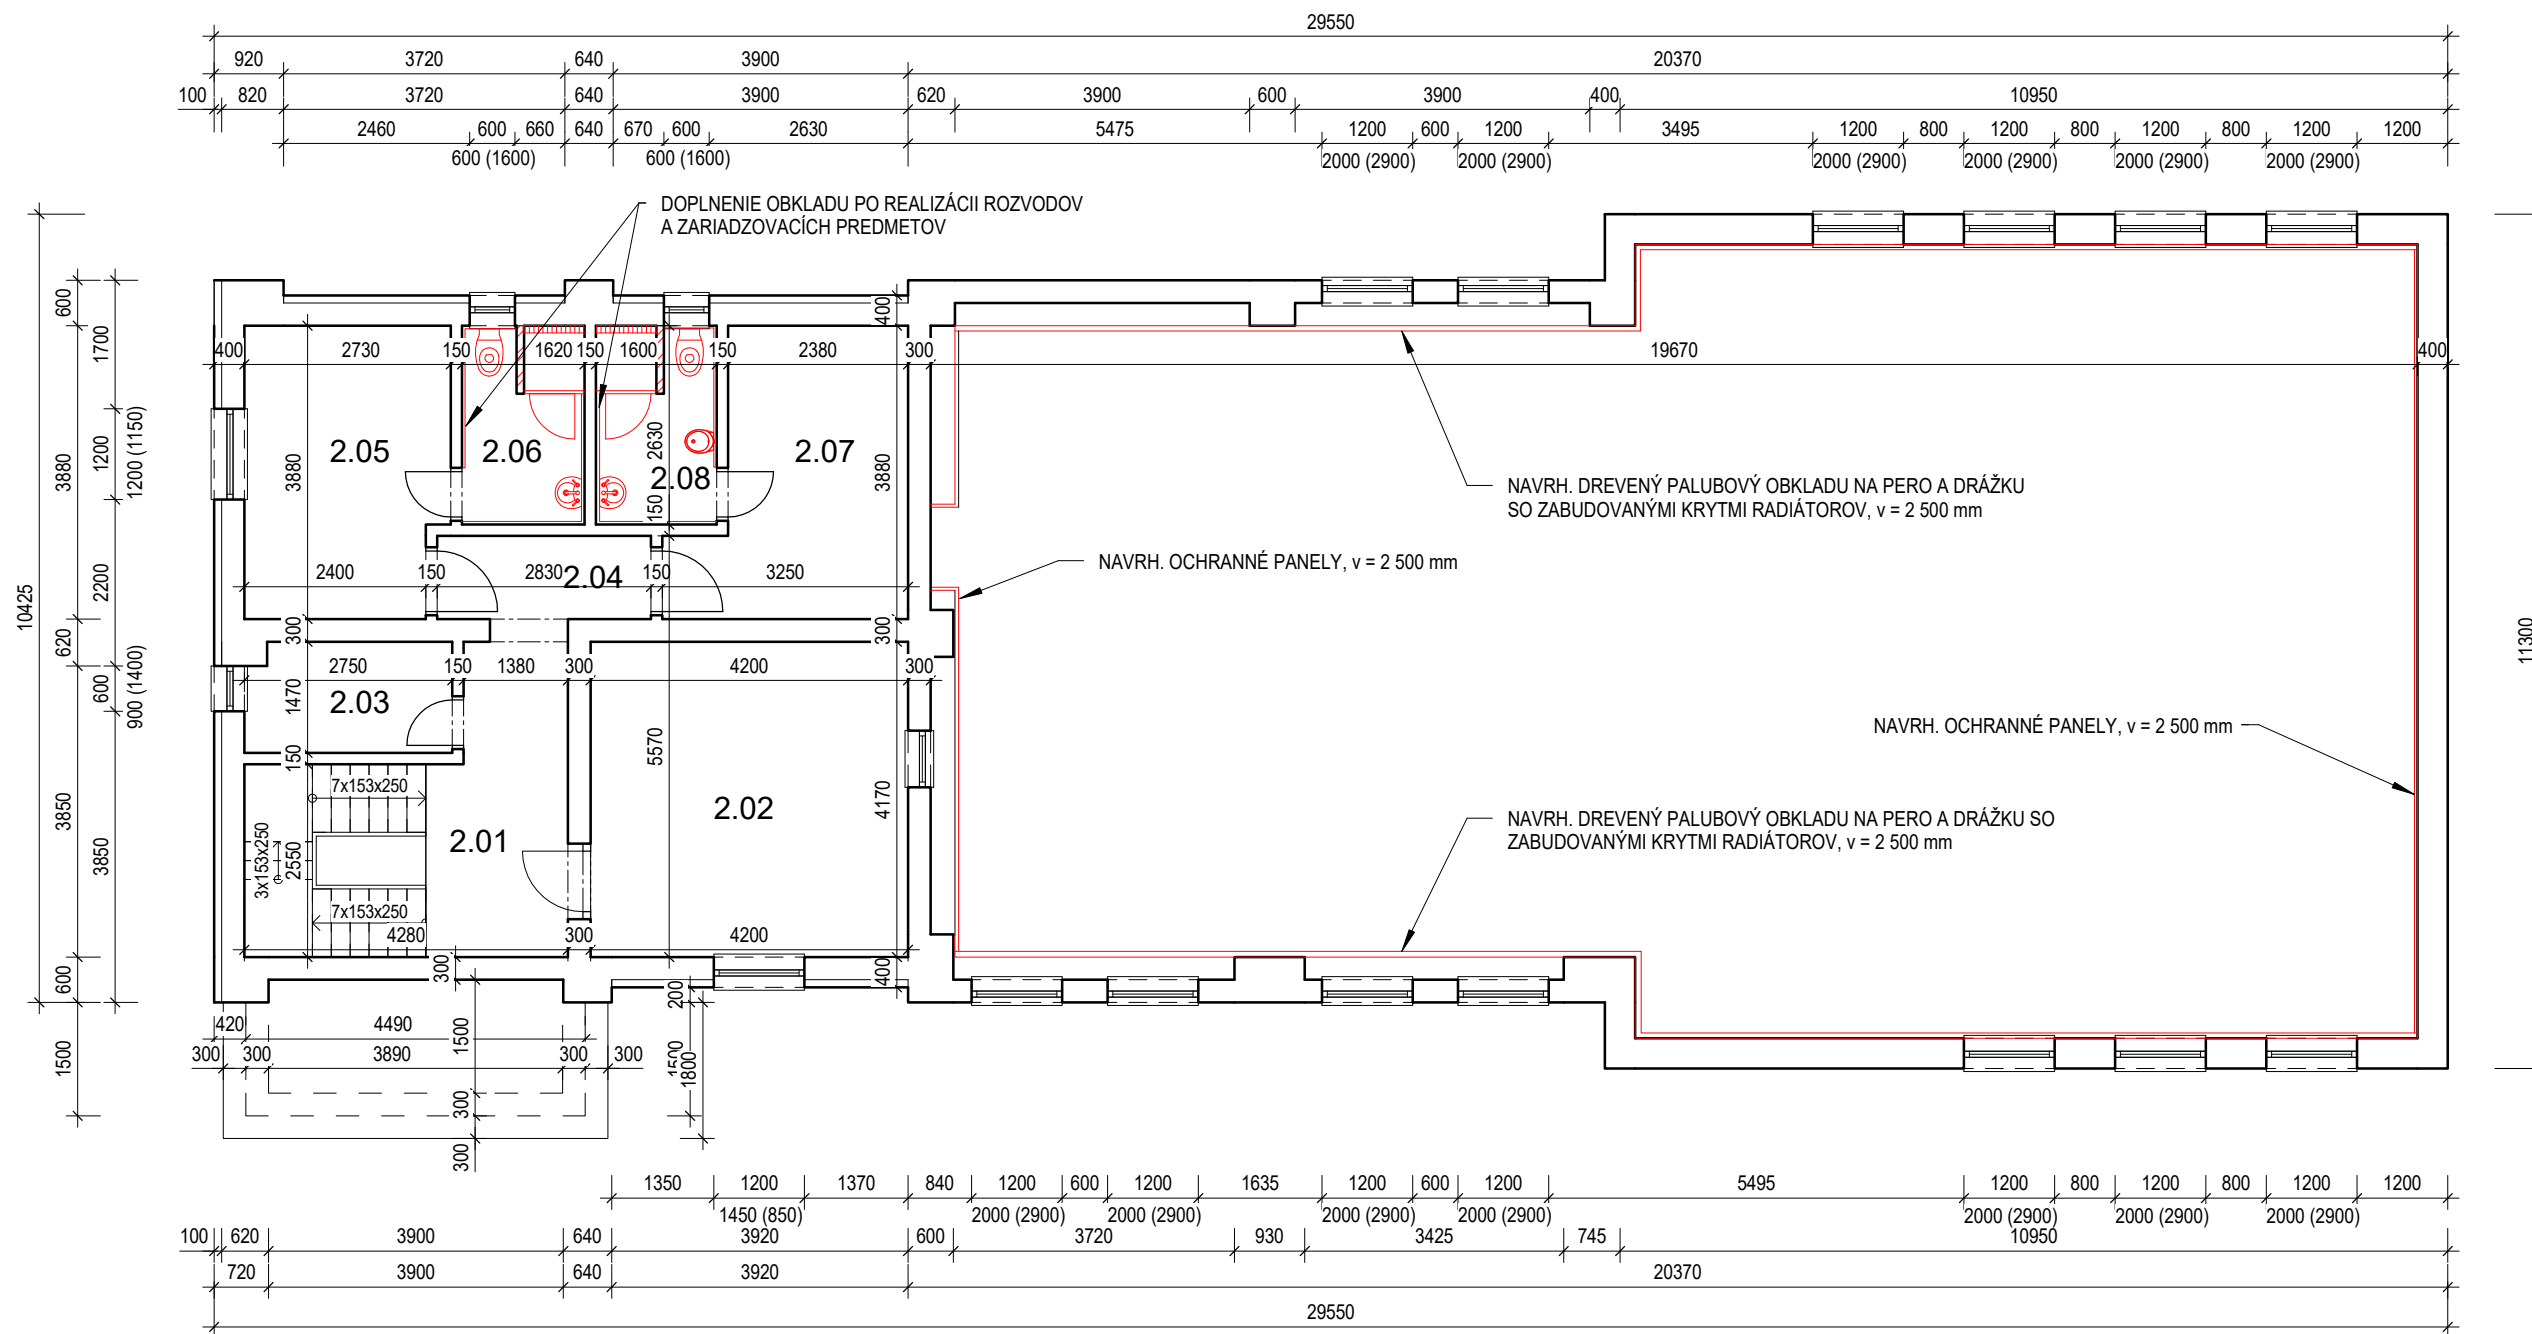 29550
920 3720 640 3900 20370
100 820 3720 640 3900 620 3900 600 3900 400 10950
2460 600 660 640 670 600 2630 5475 1200 600 1200 3495 1200 800 1200 800 1200 800 1200 1200
600 (1600) 600 (1600) 2000 (2900) 2000 (2900) 2000 (2900) 2000 (2900) 2000 (2900) 2000 (2900)
DOPLNENIE OBKLADU PO REALIZÁCII ROZVODOV
A ZARIADZOVACÍCH PREDMETOV
10425
600
3880
620
3850
600
1500
1700
1200
1200 (1150)
2200
600
900 (1400)
3850
400
400 2730 150 1620 150 1600 150 2380 300 19670 400
2.05 2.06 2.08 2.07
3880
2630
150
3880
NAVRH. DREVENÝ PALUBOVÝ OBKLADU NA PERO A DRÁŽKU
SO ZABUDOVANÝMI KRYTMI RADIÁTOROV, v = 2 500 mm
NAVRH. OCHRANNÉ PANELY, v = 2 500 mm
2400 150 2830 2.04 150 3250
300
300
11300
2750 150 1380 300 4200 300
1470
2.03
150
5570
4170
NAVRH. OCHRANNÉ PANELY, v = 2 500 mm
7x153x250
2.02
2.01
3x153x250
2550
NAVRH. DREVENÝ PALUBOVÝ OBKLADU NA PERO A DRÁŽKU SO
ZABUDOVANÝMI KRYTMI RADIÁTOROV, v = 2 500 mm
7x153x250
4280 300 4200
300
400
200
420 4490
1500
300 300 3890 300 300
1500
1800
300
300
1350 1200 1370 840 1200 600 1200 1635 1200 600 1200 5495 1200 800 1200 800 1200 1200
1450 (850) 2000 (2900) 2000 (2900) 2000 (2900) 2000 (2900) 2000 (2900) 2000 (2900) 2000 (2900)
100 620 3900 640 3920 600 3720 930 3425 745 10950
720 3900 640 3920 20370
29550